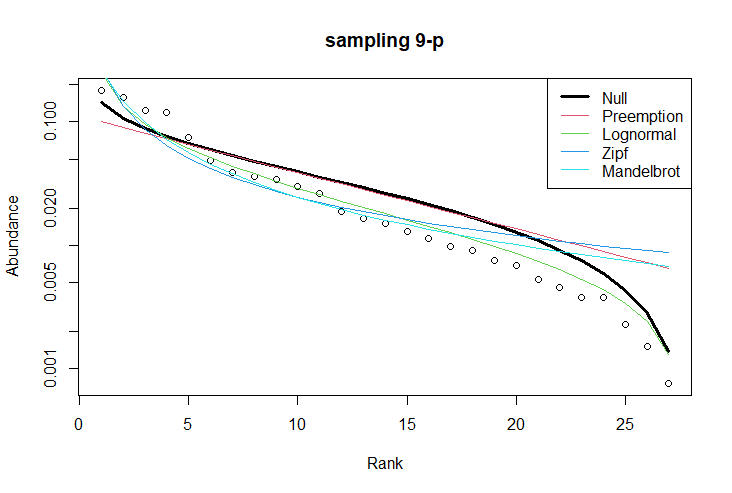 sampling 9-p
Null
Preemption
Lognormal
Zipf
Mandelbrot
0.100
0.020
0.005
0.001
Abundance
0 5 10 15 20 25
Rank